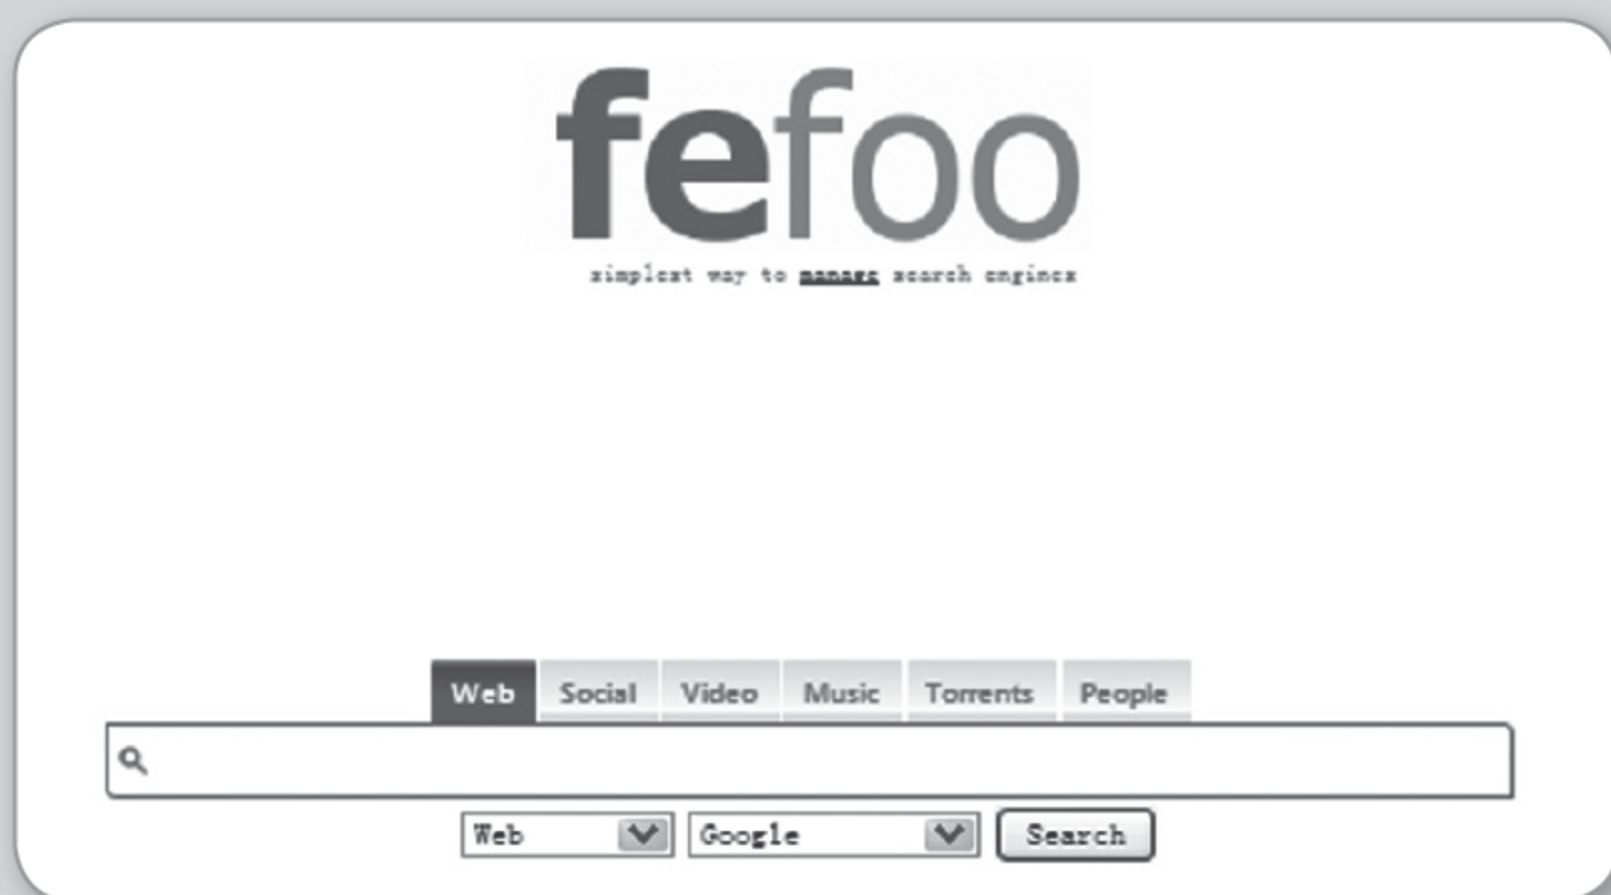 fefoo
simplest way to manage search engines
Web Social Video Music Torrents People
Web Google Search